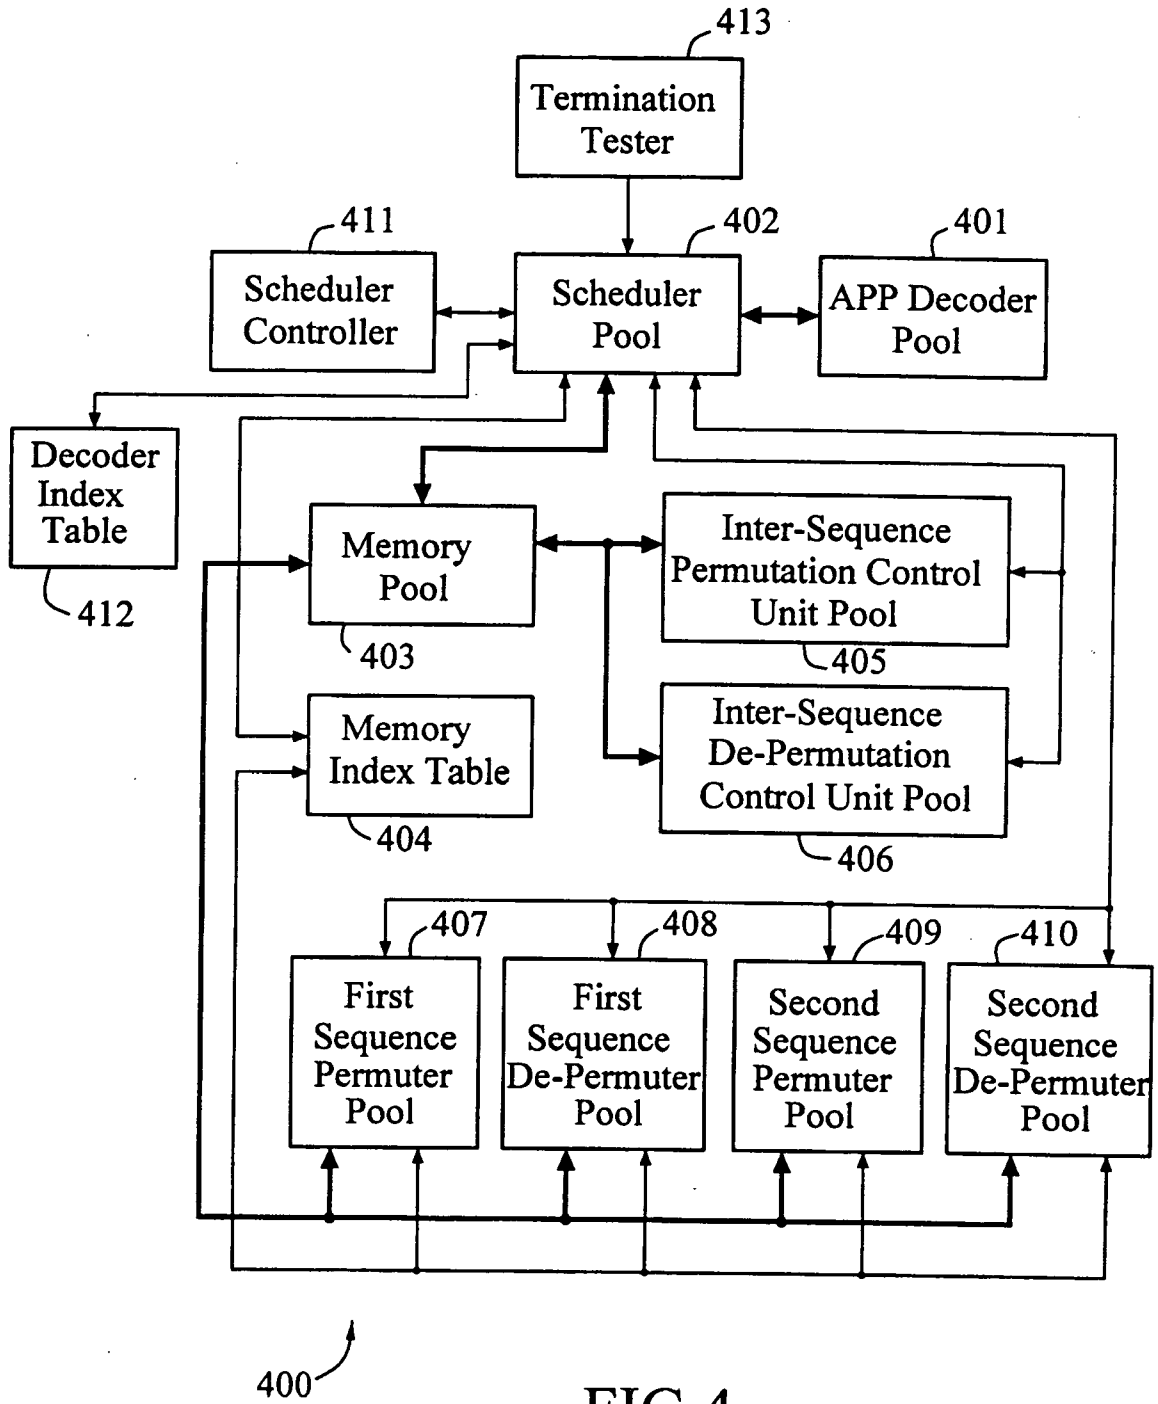 413
Termination
Tester
411
402
401
Scheduler
Controller
Scheduler
Pool
APP Decoder
Pool
Decoder
Index
Table
412
Memory
Pool
403
Inter-Sequence
Permutation Control
Unit Pool
405
Memory
Index Table
404
Inter-Sequence
De-Permutation
Control Unit Pool
406
407
408
409
410
First
Sequence
Permuter
Pool
First
Sequence
De-Permuter
Pool
Second
Sequence
Permuter
Pool
Second
Sequence
De-Permuter
Pool
400
FIG.4